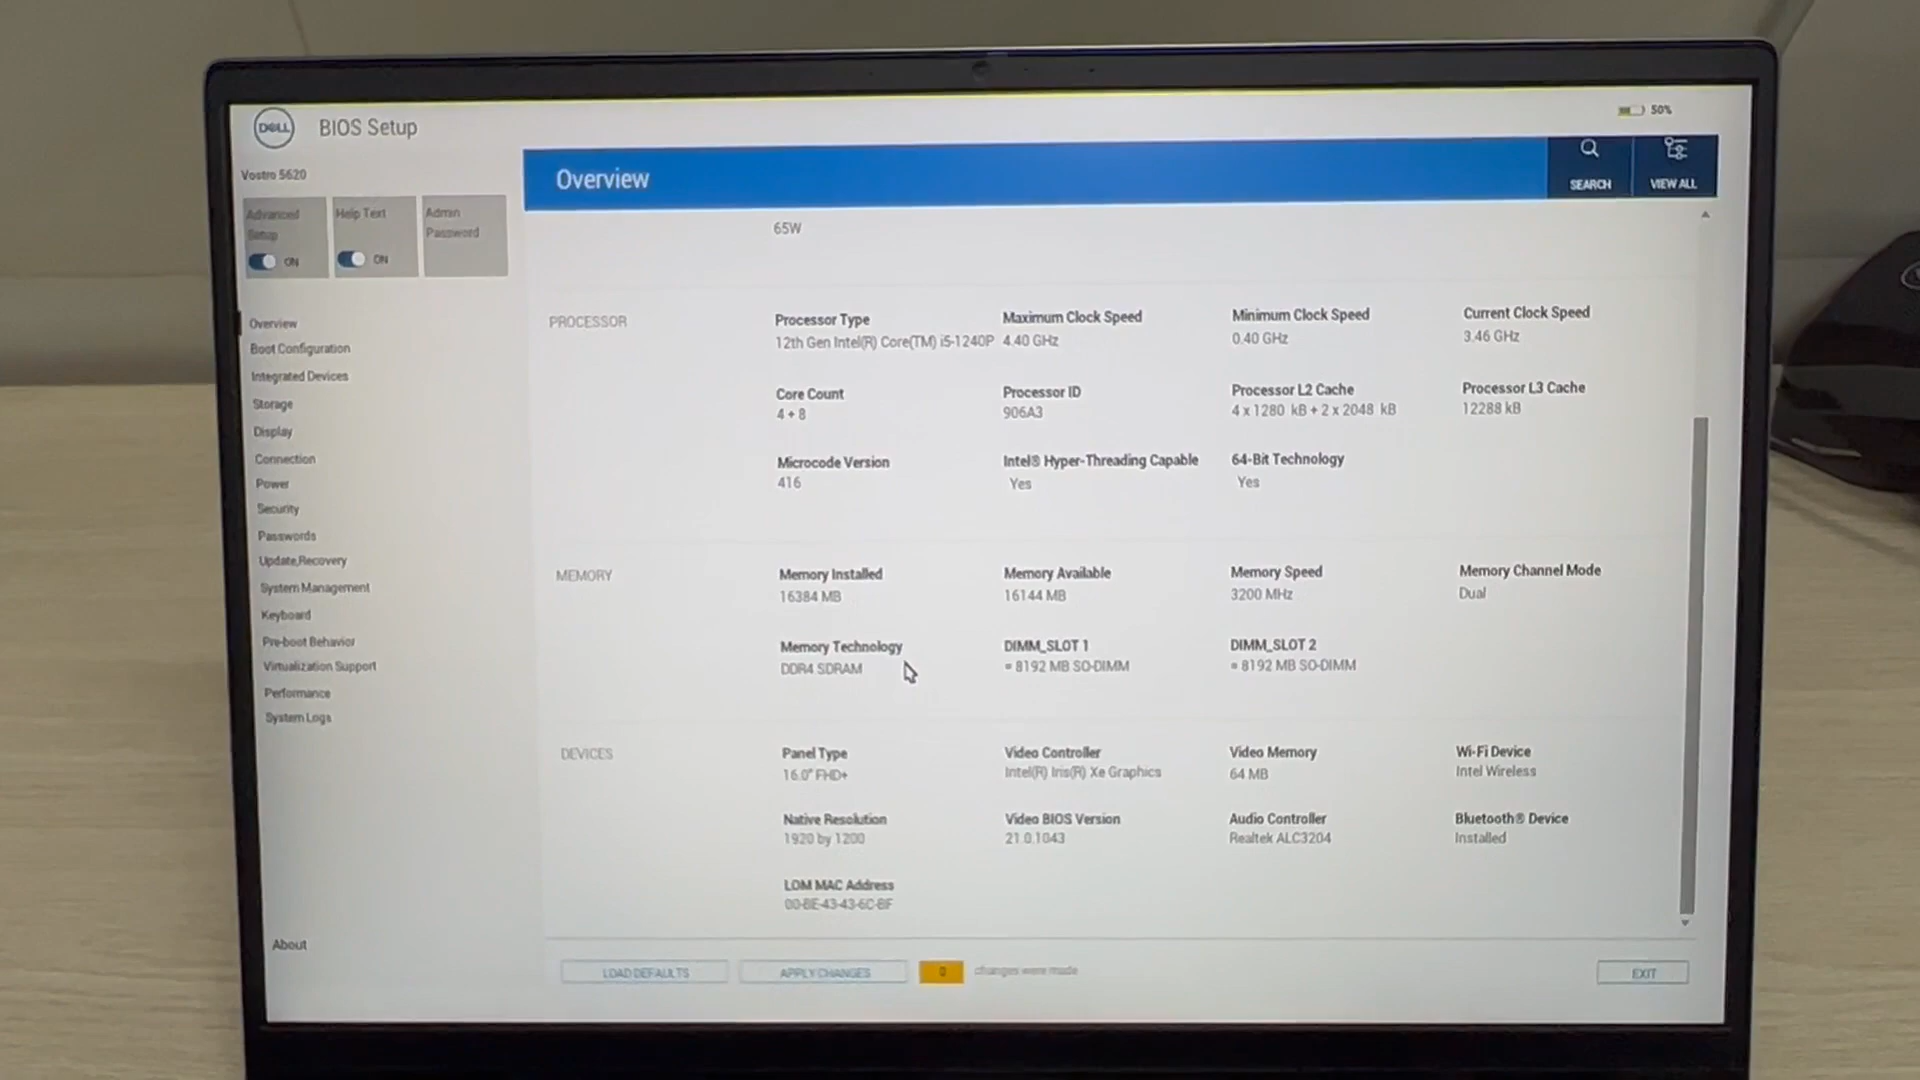 DELL
BIOS Setup
50%
Vostro 5620
Overview
SEARCH
VIEW ALL
Advanced
Setup
ON
Help Text
ON
Admin
Password
65W
Overview
Boot Configuration
Integrated Devices
Storage
Display
Connection
Power
Security
Passwords
Update,Recovery
System Management
Keyboard
Pre-boot Behavior
Virtualization Support
Performance
System Logs
About
PROCESSOR
Processor Type
12th Gen Intel(R) Core(TM) i5-1240P
Maximum Clock Speed
4.40 GHz
Minimum Clock Speed
0.40 GHz
Current Clock Speed
3.46 GHz
Core Count
4 + 8
Processor ID
906A3
Processor L2 Cache
4 x 1280 kB + 2 x 2048 kB
Processor L3 Cache
12288 kB
Microcode Version
416
Intel® Hyper-Threading Capable
Yes
64-Bit Technology
Yes
MEMORY
Memory Installed
16384 MB
Memory Available
16144 MB
Memory Speed
3200 MHz
Memory Channel Mode
Dual
Memory Technology
DDR4 SDRAM
DIMM_SLOT 1
= 8192 MB SO-DIMM
DIMM_SLOT 2
= 8192 MB SO-DIMM
DEVICES
Panel Type
16.0" FHD+
Video Controller
Intel(R) Iris(R) Xe Graphics
Video Memory
64 MB
Wi-Fi Device
Intel Wireless
Native Resolution
1920 by 1200
Video BIOS Version
21.0.1043
Audio Controller
Realtek ALC3204
Bluetooth® Device
Installed
LOM MAC Address
00-BE-43-43-6C-BF
LOAD DEFAULTS
APPLY CHANGES
0
changes were made
EXIT